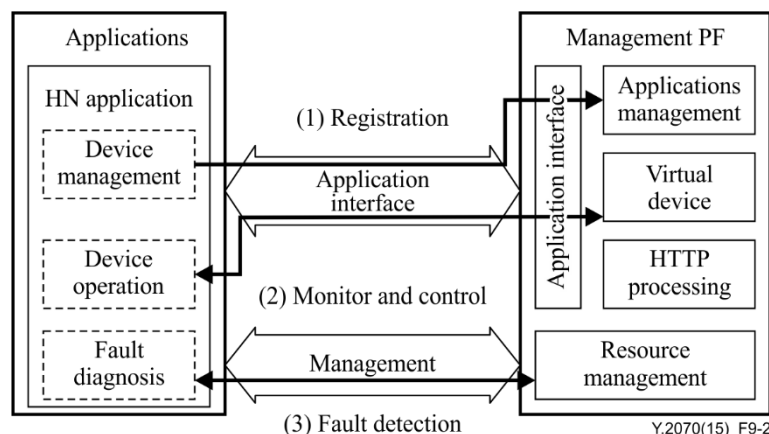 Applications
HN application
Device
management
Device
operation
Fault
diagnosis
(1) Registration
Application
interface
(2) Monitor and control
Management
(3) Fault detection
Management PF
Application interface
Applications
management
Virtual
device
HTTP
processing
Resource
management
Y.2070(15)_F9-2